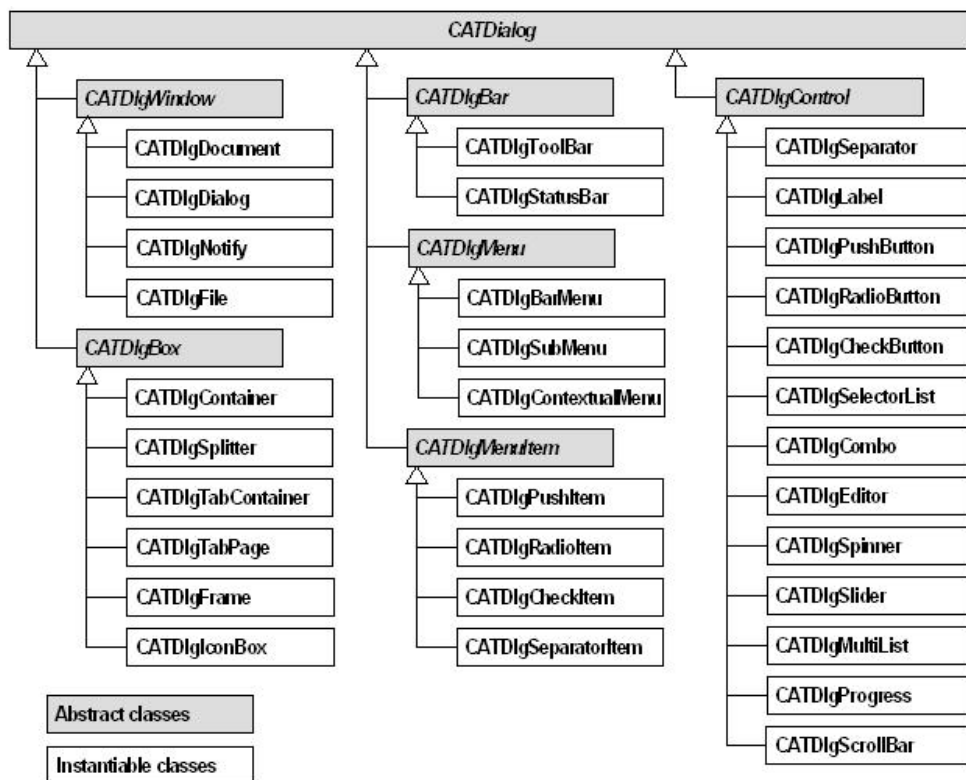 CATDialog
CATDlgWindow
CATDlgDocument
CATDlgDialog
CATDlgNotify
CATDlgFile
CATDlgBox
CATDlgContainer
CATDlgSplitter
CATDlgTabContainer
CATDlgTabPage
CATDlgFrame
CATDlgIconBox
CATDlgBar
CATDlgToolBar
CATDlgStatusBar
CATDlgMenu
CATDlgBarMenu
CATDlgSubMenu
CATDlgContextualMenu
CATDlgMenuItem
CATDlgPushItem
CATDlgRadioItem
CATDlgCheckItem
CATDlgSeparatorItem
CATDlgControl
CATDlgSeparator
CATDlgLabel
CATDlgPushButton
CATDlgRadioButton
CATDlgCheckButton
CATDlgSelectorList
CATDlgCombo
CATDlgEditor
CATDlgSpinner
CATDlgSlider
CATDlgMultiList
CATDlgProgress
CATDlgScrollBar
Abstract classes
Instantiable classes